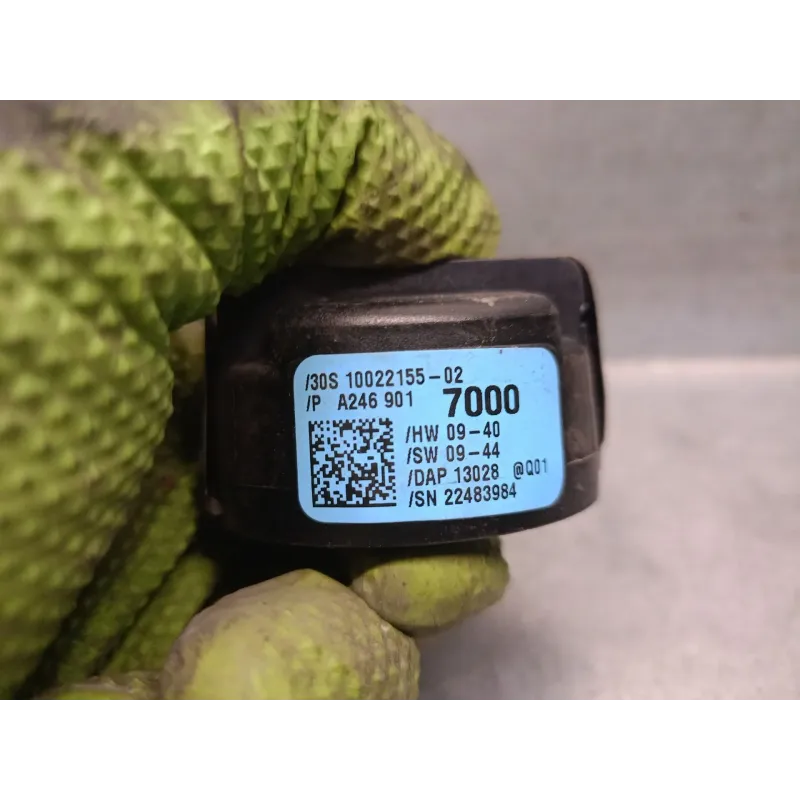 /30S 10022155-02
/P A246 901 7000
/HW 09-40
/SW 09-44
/DAP 13028 @Q01
/SN 22483984